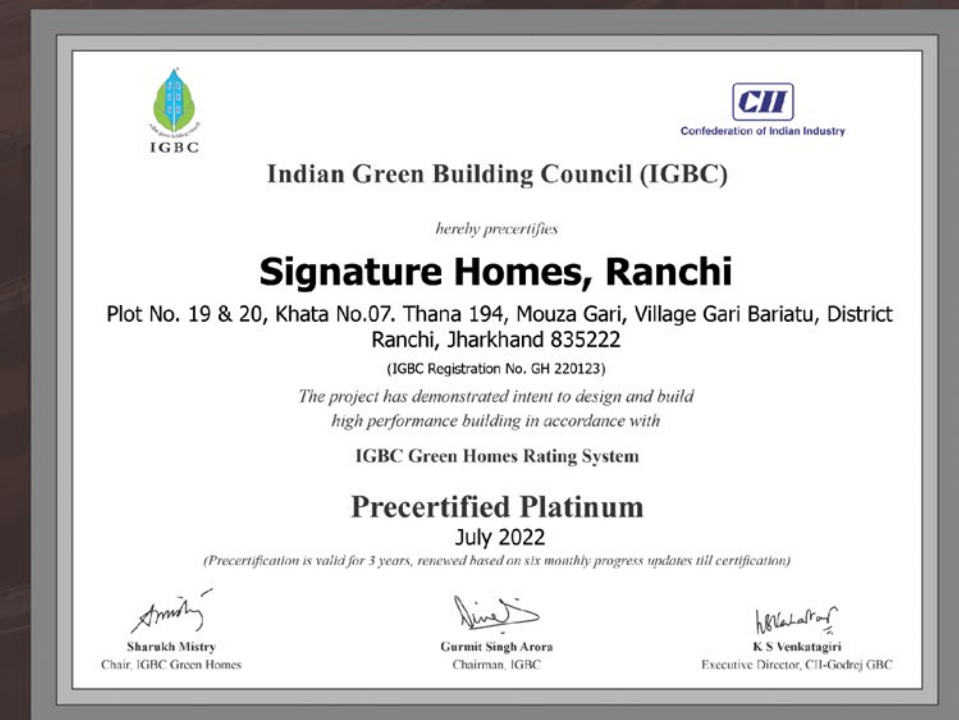 IGBC
CII
Confederation of Indian Industry
Indian Green Building Council (IGBC)
hereby precertifies
Signature Homes, Ranchi
Plot No. 19 & 20, Khata No.07. Thana 194, Mouza Gari, Village Gari Bariatu, District
Ranchi, Jharkhand 835222
(IGBC Registration No. GH 220123)
The project has demonstrated intent to design and build
high performance building in accordance with
IGBC Green Homes Rating System
Precertified Platinum
July 2022
(Precertification is valid for 3 years, renewed based on six monthly progress updates till certification)
Sharukh Mistry
Chair, IGBC Green Homes
Gurmit Singh Arora
Chairman, IGBC
K S Venkatagiri
Executive Director, CII-Godrej GBC